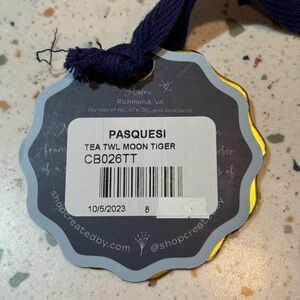 Home
Richmond, VA
(by way of NC, ATX, DC, and Scotland)
PASQUESI
TEA TWL MOON TIGER
CB026TT
10/5/2023 8
shopcreatedby.com @shopcreatedby